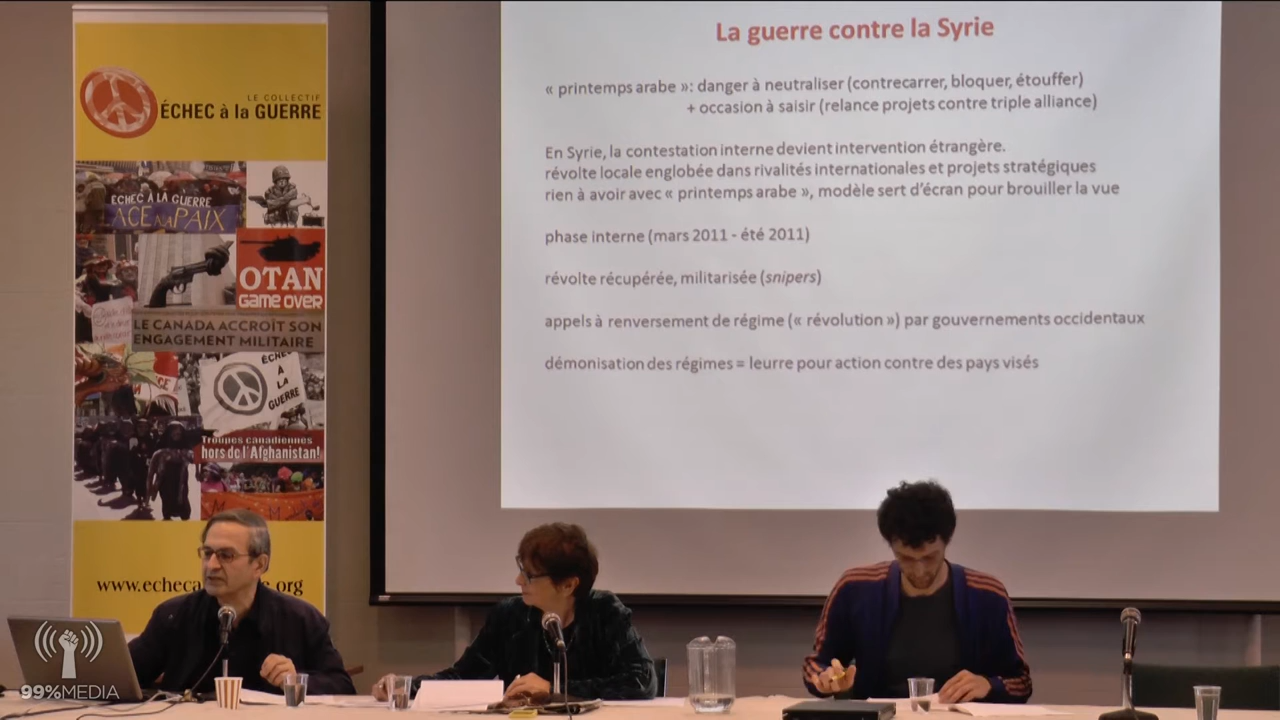 LE COLLECTIF
ÉCHEC à la GUERRE
ÉCHEC À LA GUERRE
PAIX
OTAN
GAME OVER
LE CANADA ACCROÎT SON
ENGAGEMENT MILITAIRE
ÉCHEC
À
LA
GUERRE
Troupes canadiennes
hors de l'Afghanistan!
www.echeca
e.org
99%MEDIA
La guerre contre la Syrie
« printemps arabe »: danger à neutraliser (contrecarrer, bloquer, étouffer)
+ occasion à saisir (relance projets contre triple alliance)
En Syrie, la contestation interne devient intervention étrangère.
révolte locale englobée dans rivalités internationales et projets stratégiques
rien à avoir avec « printemps arabe », modèle sert d'écran pour brouiller la vue
phase interne (mars 2011 - été 2011)
révolte récupérée, militarisée (snipers)
appels à renversement de régime (« révolution ») par gouvernements occidentaux
démonisation des régimes = leurre pour action contre des pays visés